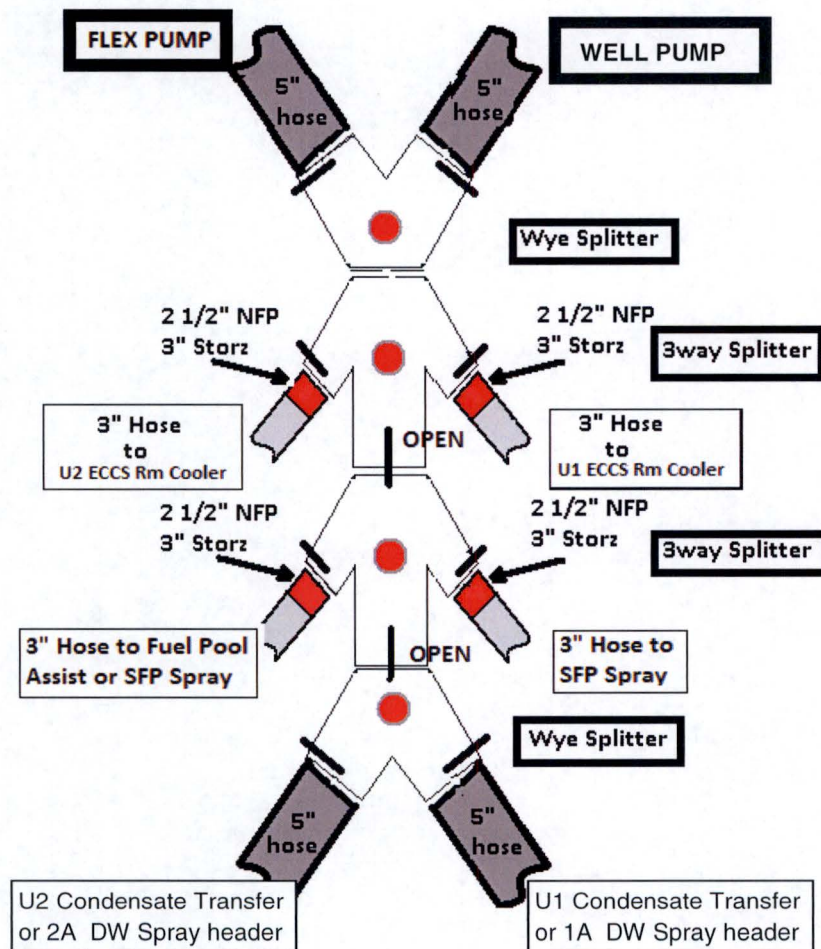 FLEX PUMP
WELL PUMP
5"
hose
5"
hose
Wye Splitter
2 1/2" NFP
3" Storz
2 1/2" NFP
3" Storz
3way Splitter
3" Hose
to
U2 ECCS Rm Cooler
OPEN
3" Hose
to
U1 ECCS Rm Cooler
2 1/2" NFP
3" Storz
2 1/2" NFP
3" Storz
3way Splitter
3" Hose to Fuel Pool
Assist or SFP Spray
OPEN
3" Hose to
SFP Spray
Wye Splitter
5"
hose
5"
hose
U2 Condensate Transfer
or 2A DW Spray header
U1 Condensate Transfer
or 1A DW Spray header